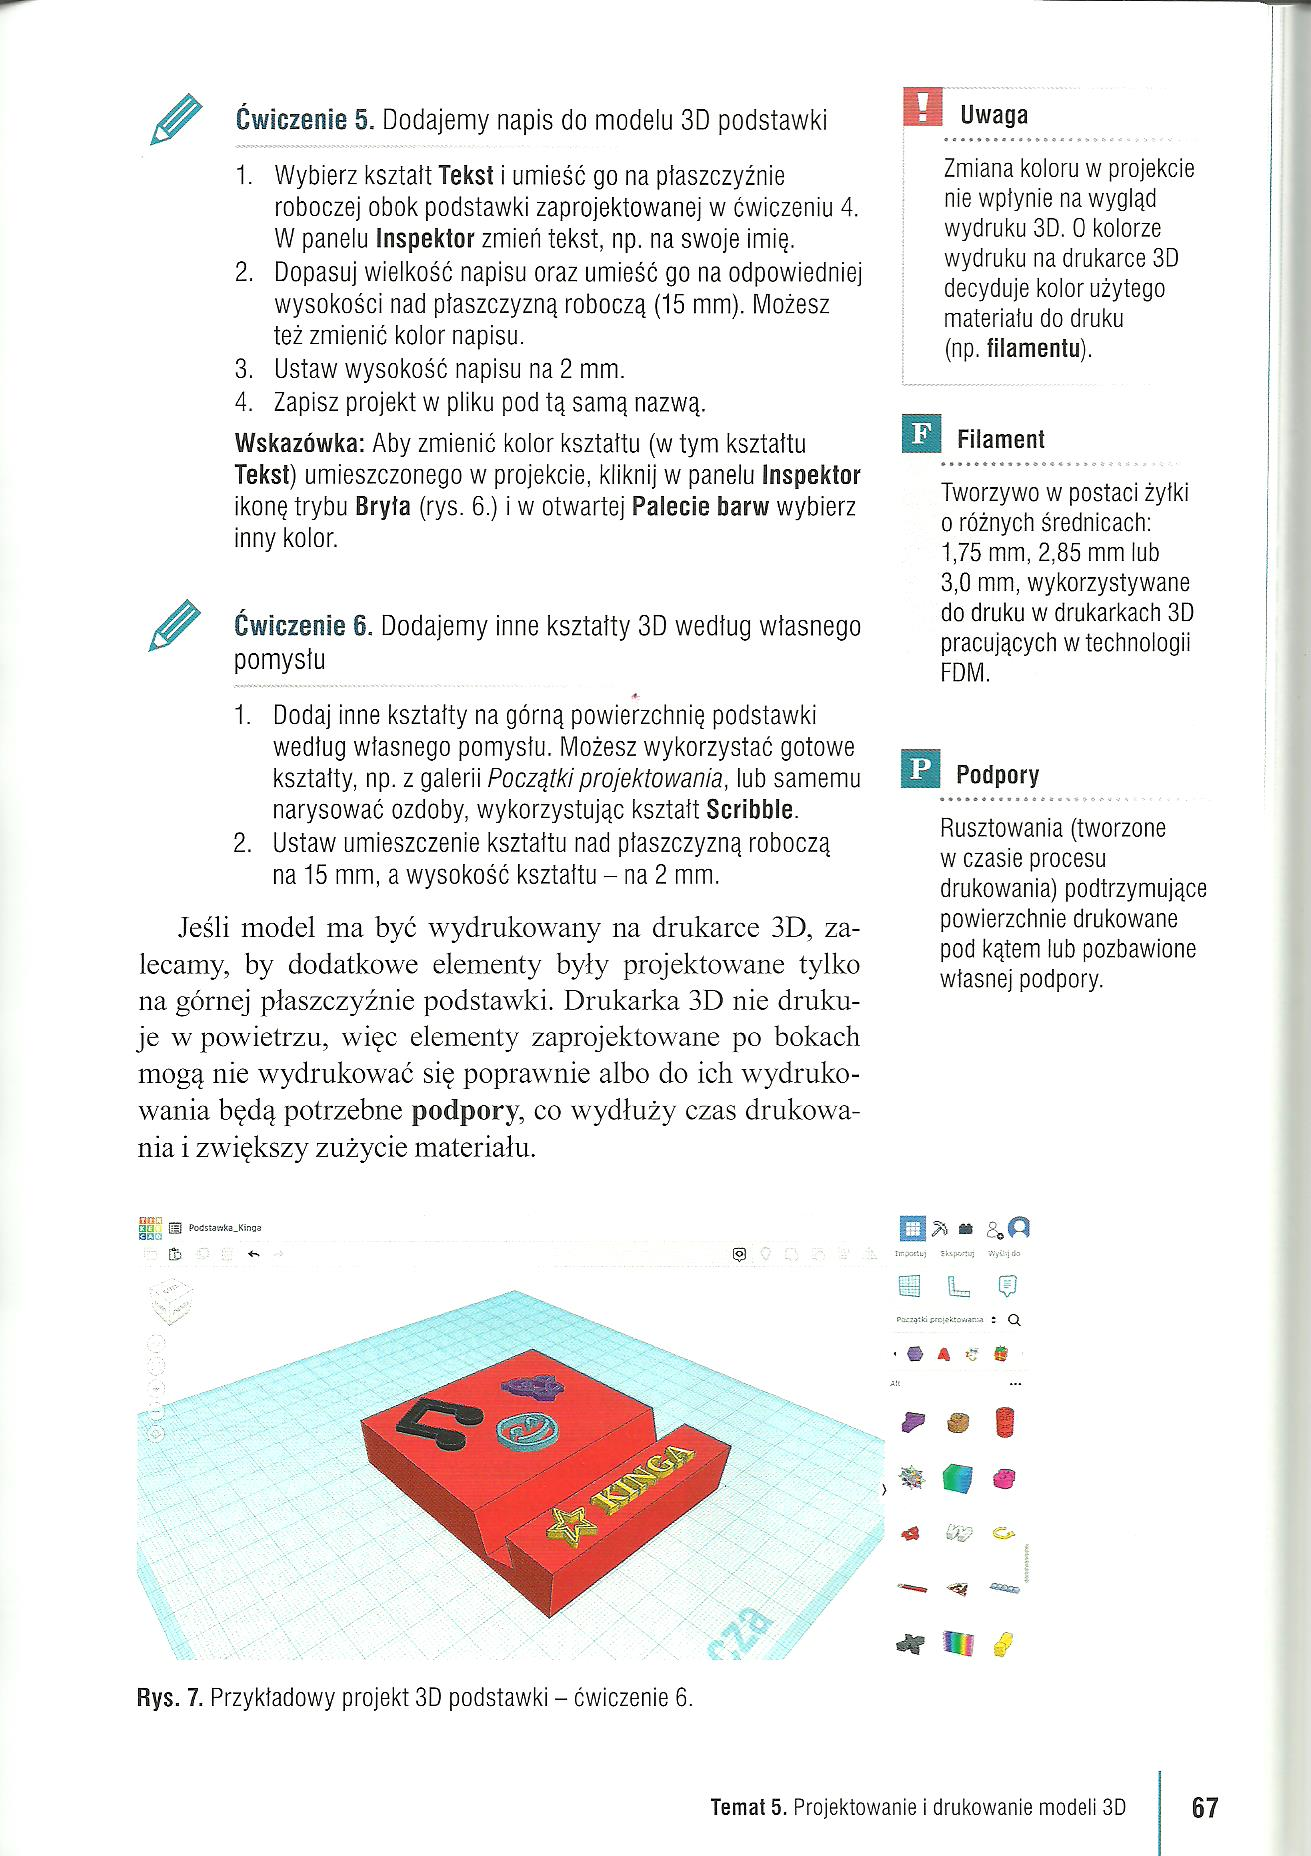 Ćwiczenie 5. Dodajemy napis do modelu 3D podstawki
1. Wybierz kształt Tekst i umieść go na płaszczyźnie
roboczej obok podstawki zaprojektowanej w ćwiczeniu 4.
W panelu Inspektor zmień tekst, np. na swoje imię.
2. Dopasuj wielkość napisu oraz umieść go na odpowiedniej
wysokości nad płaszczyzną roboczą (15 mm). Możesz
też zmienić kolor napisu.
3. Ustaw wysokość napisu na 2 mm.
4. Zapisz projekt w pliku pod tą samą nazwą.
Wskazówka: Aby zmienić kolor kształtu (w tym kształtu
Tekst) umieszczonego w projekcie, kliknij w panelu Inspektor
ikonę trybu Bryła (rys. 6.) i w otwartej Palecie barw wybierz
inny kolor.
Ćwiczenie 6. Dodajemy inne kształty 3D według własnego
pomysłu
1. Dodaj inne kształty na górną powierzchnię podstawki
według własnego pomysłu. Możesz wykorzystać gotowe
kształty, np. z galerii Początki projektowania, lub samemu
narysować ozdoby, wykorzystując kształt Scribble.
2. Ustaw umieszczenie kształtu nad płaszczyzną roboczą
na 15 mm, a wysokość kształtu – na 2 mm.
Jeśli model ma być wydrukowany na drukarce 3D, za-
lecamy, by dodatkowe elementy były projektowane tylko
na górnej płaszczyźnie podstawki. Drukarka 3D nie druku-
je w powietrzu, więc elementy zaprojektowane po bokach
mogą nie wydrukować się poprawnie albo do ich wydruko-
wania będą potrzebne podpory, co wydłuży czas drukowa-
nia i zwiększy zużycie materiału.
! Uwaga
Zmiana koloru w projekcie
nie wpłynie na wygląd
wydruku 3D. O kolorze
wydruku na drukarce 3D
decyduje kolor użytego
materiału do druku
(np. filamentu).
F Filament
Tworzywo w postaci żyłki
o różnych średnicach:
1,75 mm, 2,85 mm lub
3,0 mm, wykorzystywane
do druku w drukarkach 3D
pracujących w technologii
FDM.
P Podpory
Rusztowania (tworzone
w czasie procesu
drukowania) podtrzymujące
powierzchnie drukowane
pod kątem lub pozbawione
własnej podpory.
Podstawka_Kinga
Importuj Eksportuj Wyślij do
Początki projektowania
KINGA
cza
Rys. 7. Przykładowy projekt 3D podstawki – ćwiczenie 6.
Temat 5. Projektowanie i drukowanie modeli 3D 67